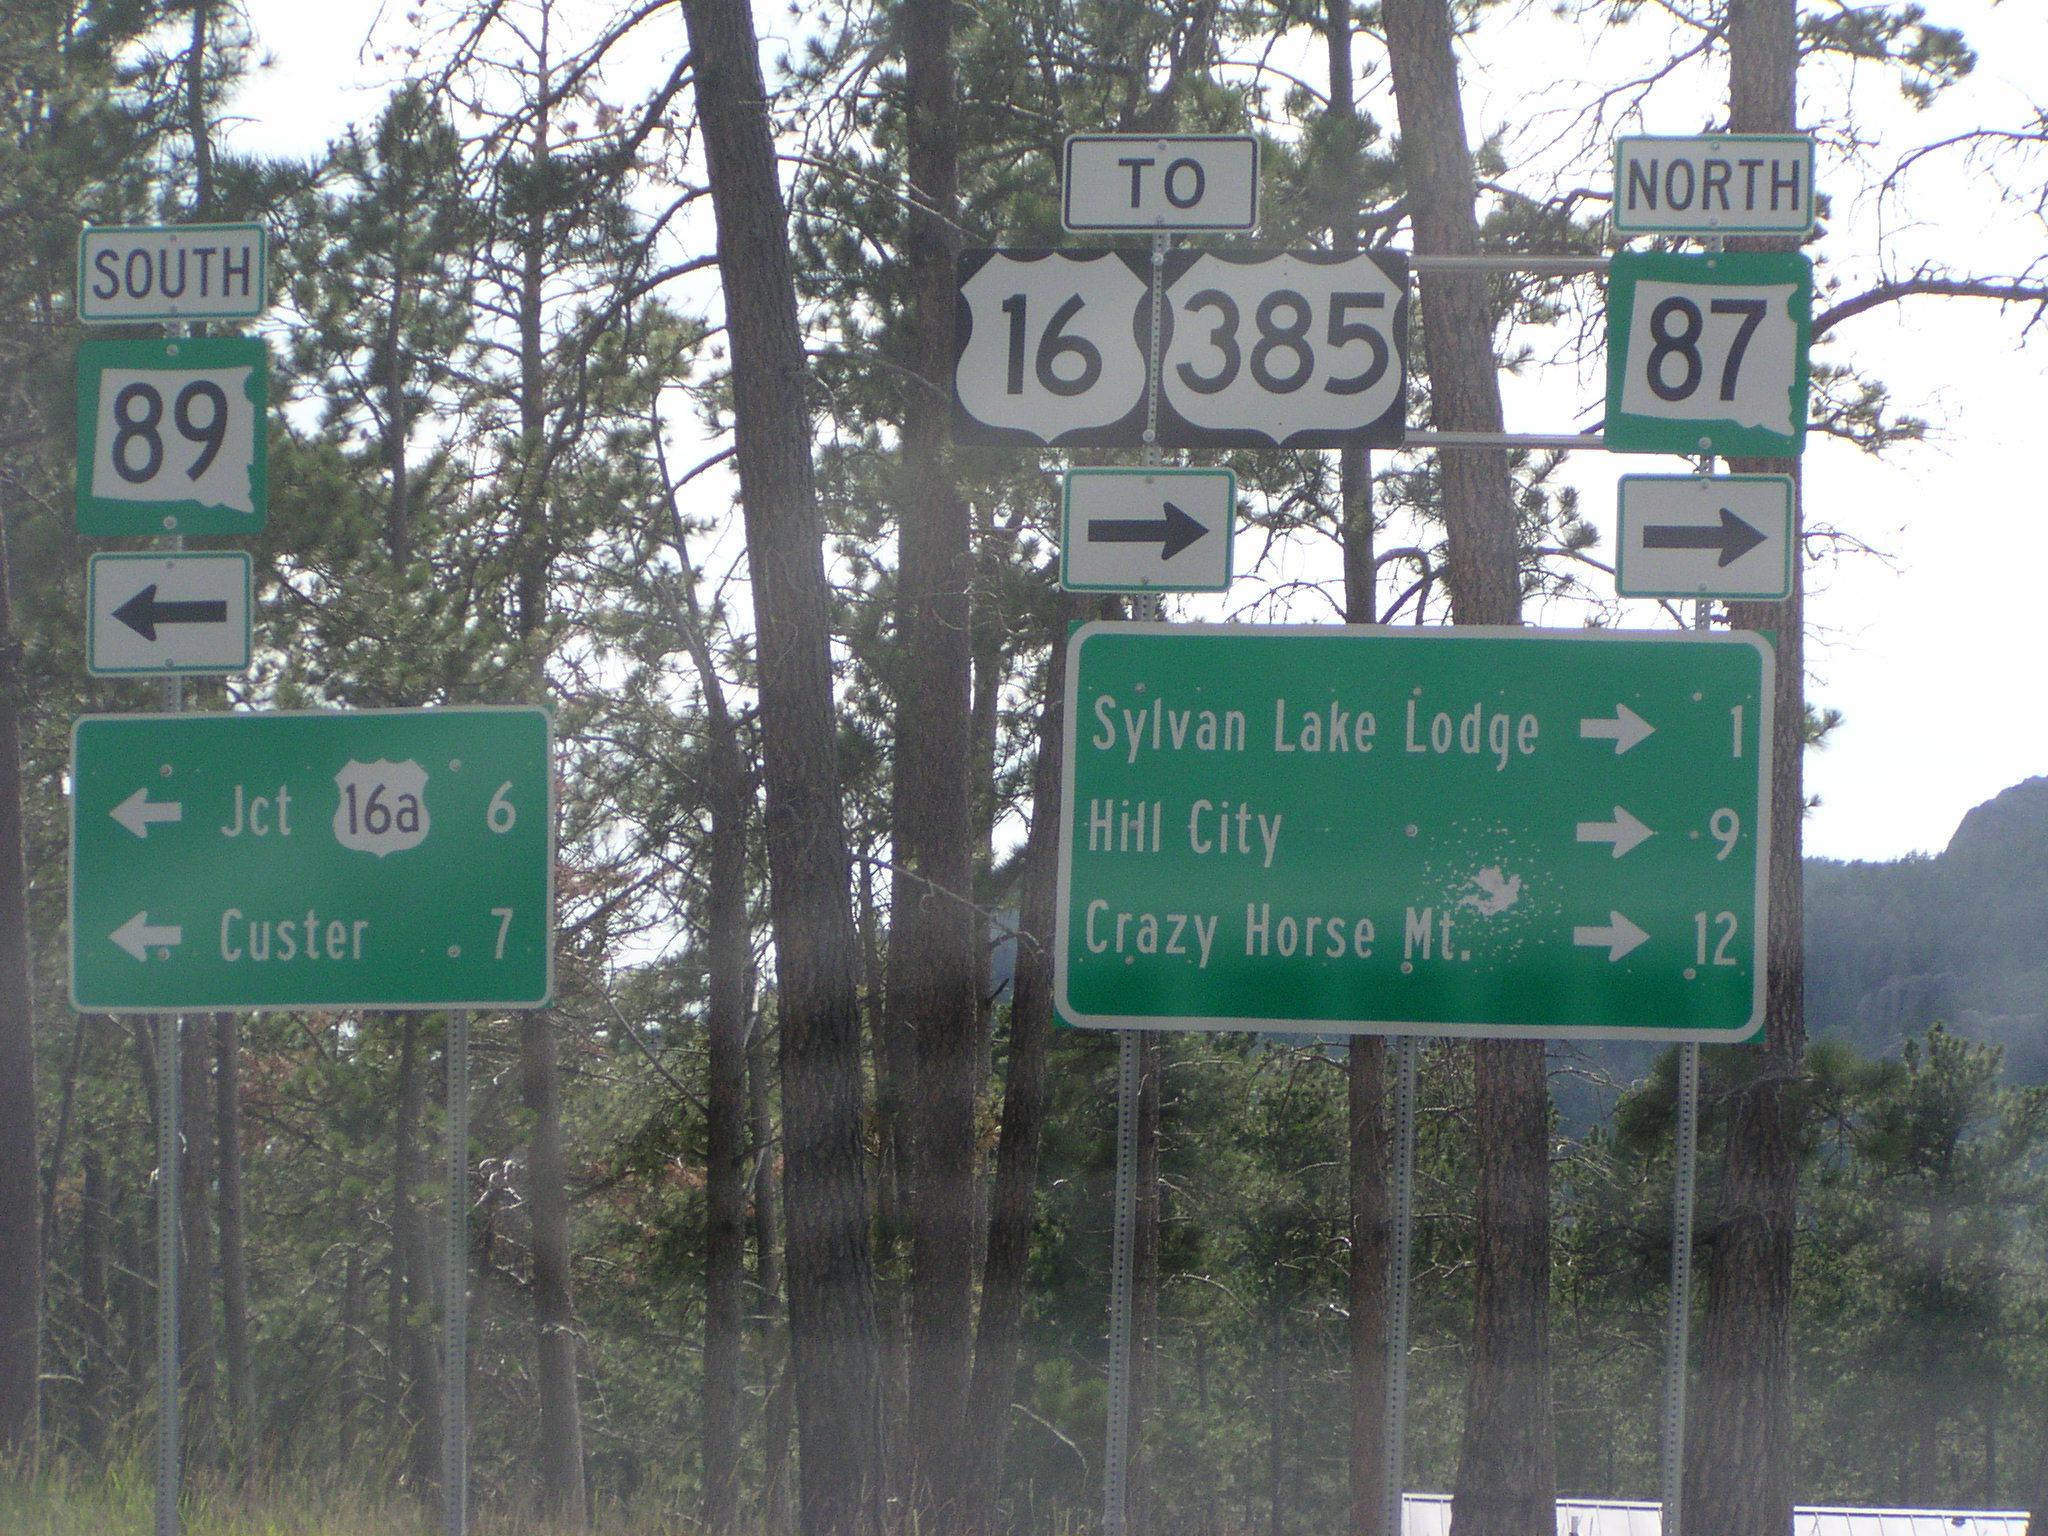 SOUTH
89
← Jct 16a 6
← Custer 7
TO
16 385
NORTH
87
Sylvan Lake Lodge → 1
Hill City → 9
Crazy Horse Mt. → 12